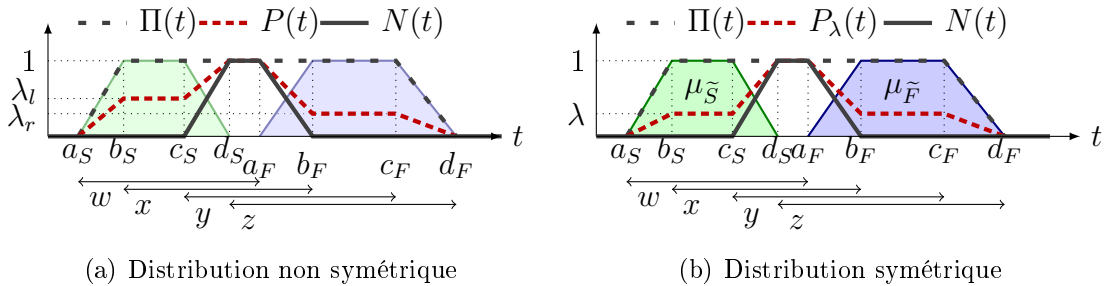 Π(t) P(t) N(t)
1
λ_l
λ_r
t
a_S b_S c_S d_S a_F b_F c_F d_F
w
x
y
z
(a) Distribution non symétrique
Π(t) P_λ(t) N(t)
1
λ
μ_S̃
μ_F̃
t
a_S b_S c_S d_S a_F b_F c_F d_F
w
x
y
z
(b) Distribution symétrique